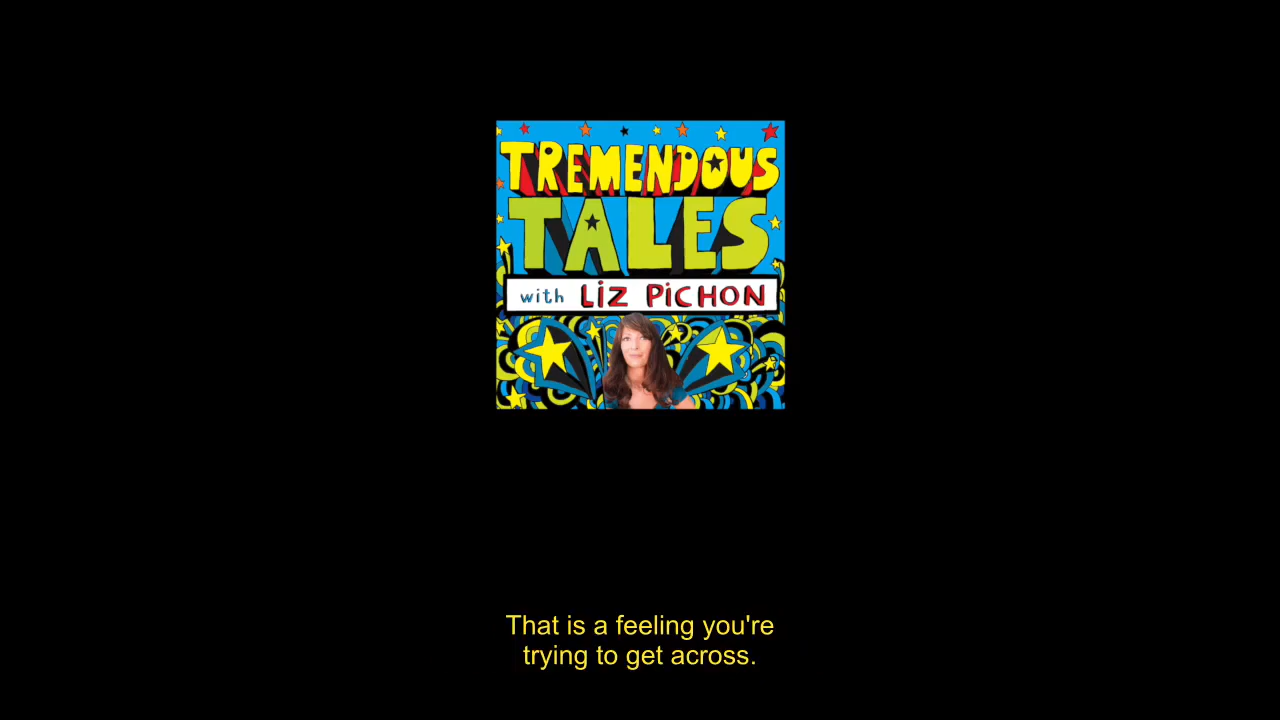 TREMENDOUS
TALES
with LIZ PiCHON
That is a feeling you're
trying to get across.